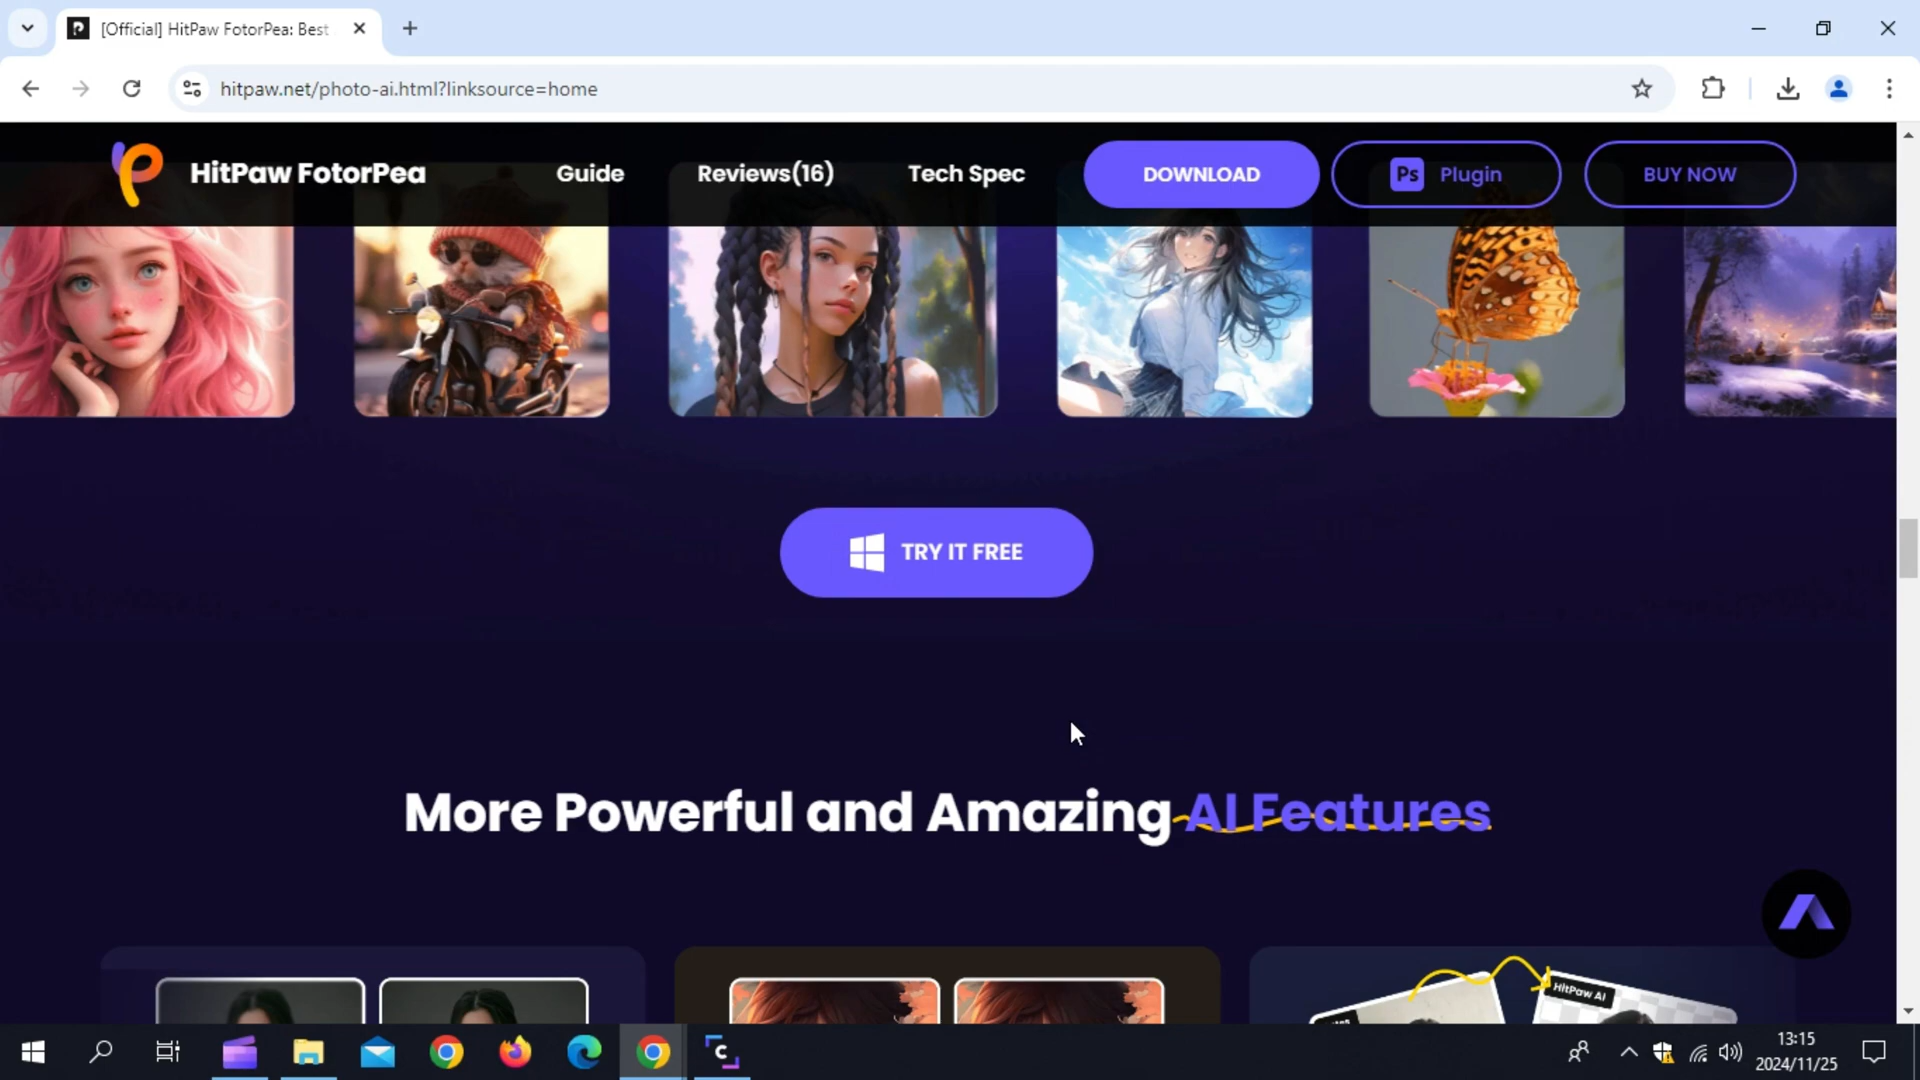 [Official] HitPaw FotorPea: Best
hitpaw.net/photo-ai.html?linksource=home
HitPaw FotorPea
Guide
Reviews(16)
Tech Spec
DOWNLOAD
Ps Plugin
BUY NOW
TRY IT FREE
More Powerful and Amazing AI Features
HitPaw AI
13:15
2024/11/25